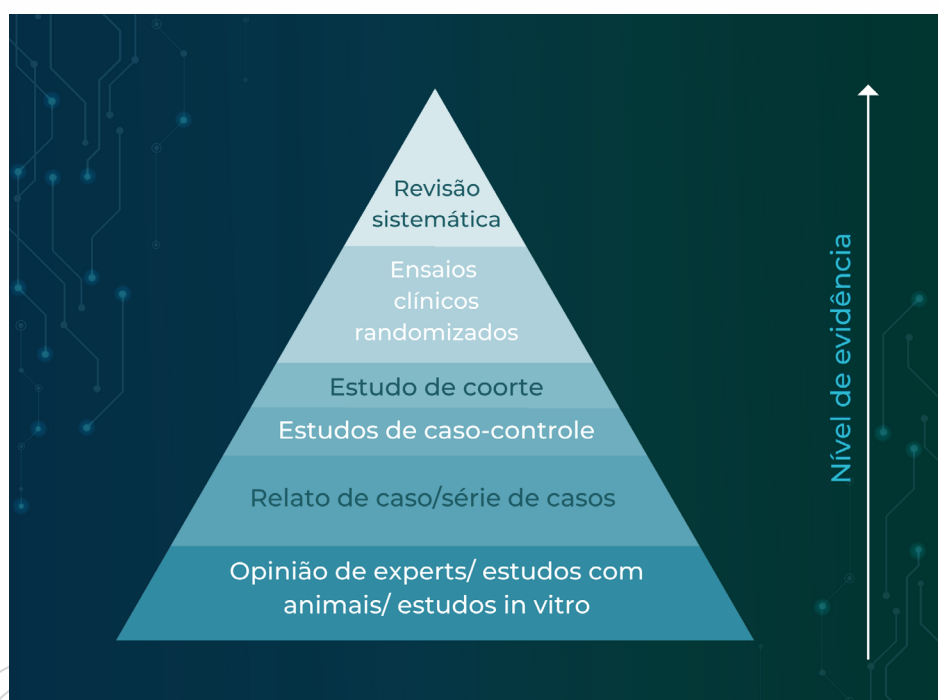 Revisão
sistemática
Ensaios
clínicos
randomizados
Estudo de coorte
Estudos de caso-controle
Relato de caso/série de casos
Opinião de experts/ estudos com
animais/ estudos in vitro
Nível de evidência